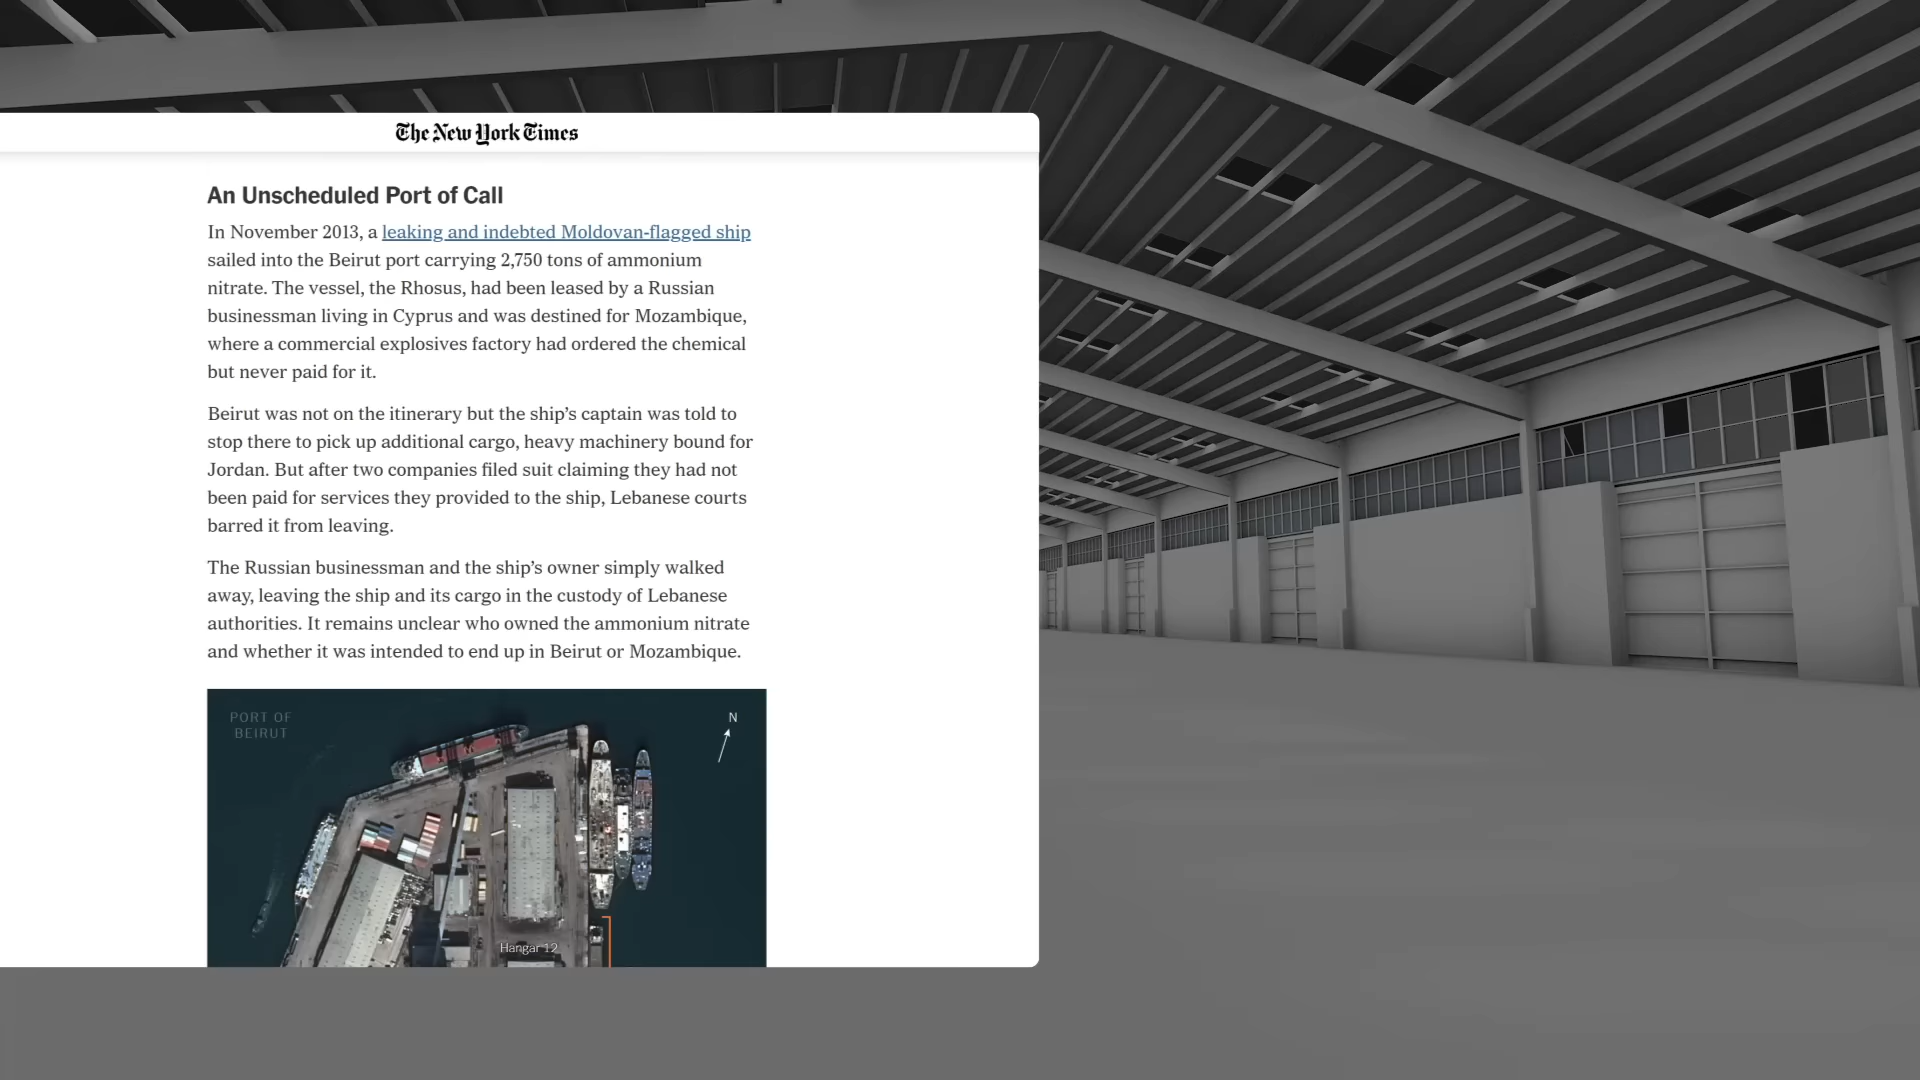 The New York Times
An Unscheduled Port of Call
In November 2013, a leaking and indebted Moldovan-flagged ship
sailed into the Beirut port carrying 2,750 tons of ammonium
nitrate. The vessel, the Rhosus, had been leased by a Russian
businessman living in Cyprus and was destined for Mozambique,
where a commercial explosives factory had ordered the chemical
but never paid for it.
Beirut was not on the itinerary but the ship’s captain was told to
stop there to pick up additional cargo, heavy machinery bound for
Jordan. But after two companies filed suit claiming they had not
been paid for services they provided to the ship, Lebanese courts
barred it from leaving.
The Russian businessman and the ship’s owner simply walked
away, leaving the ship and its cargo in the custody of Lebanese
authorities. It remains unclear who owned the ammonium nitrate
and whether it was intended to end up in Beirut or Mozambique.
PORT OF
BEIRUT
N
Hangar 12